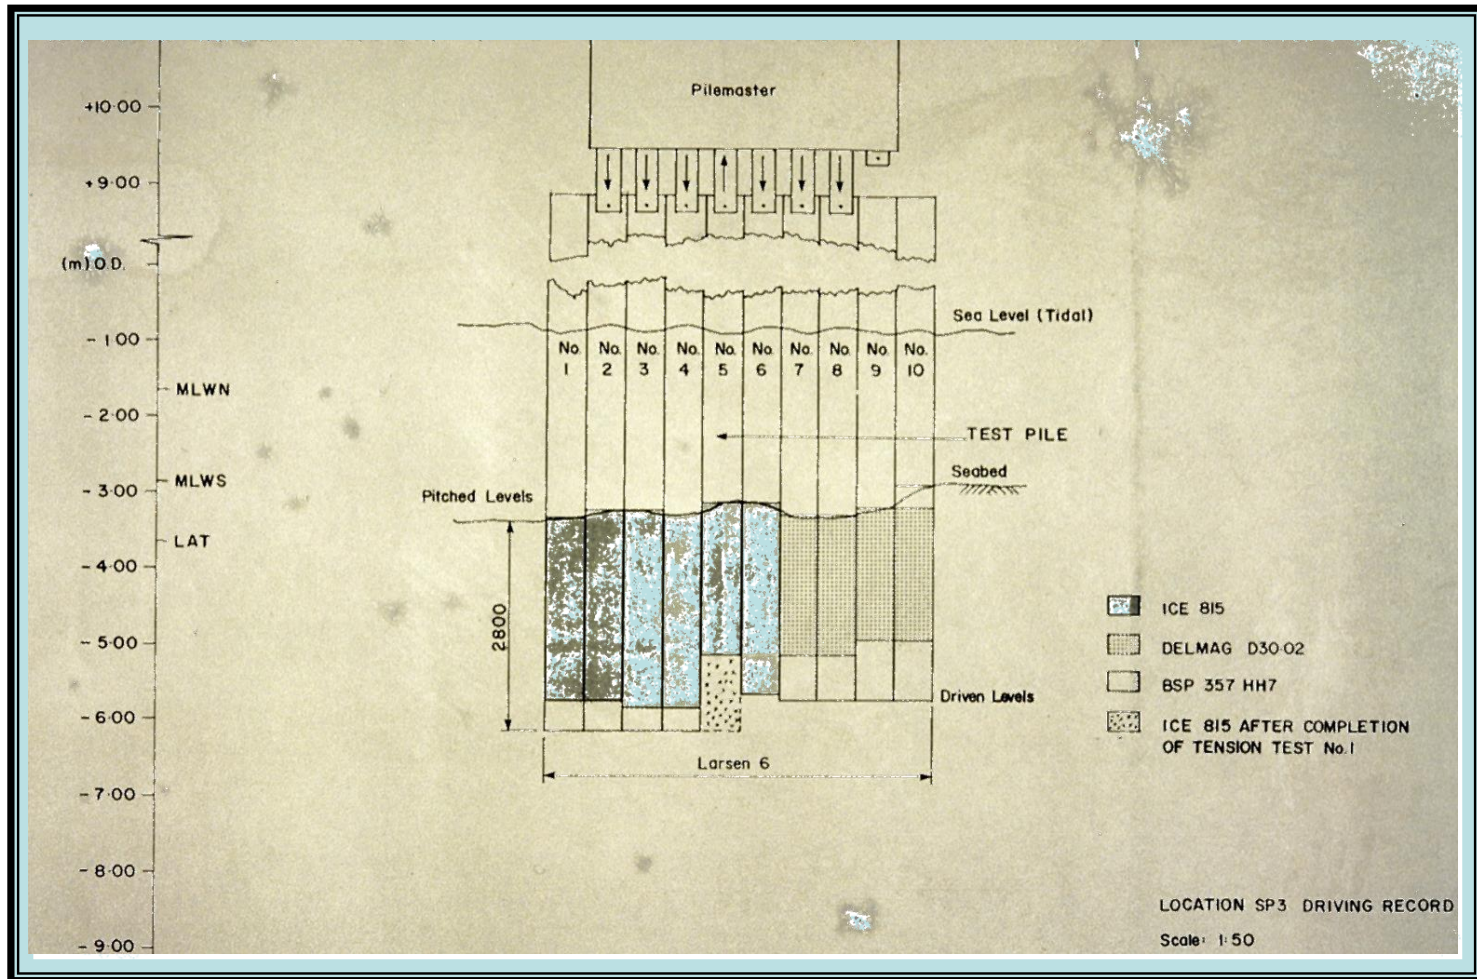 Pilemaster
+10·00
+9·00
(m) O.D.
Sea Level (Tidal)
- 1·00
No. No. No. No. No. No. No. No. No. No.
1 2 3 4 5 6 7 8 9 10
MLWN
- 2·00
TEST PILE
Seabed
MLWS
- 3·00
Pitched Levels
LAT
- 4·00
2800
ICE 815
- 5·00
DELMAG D30-02
BSP 357 HH7
Driven Levels
- 6·00
ICE 815 AFTER COMPLETION
OF TENSION TEST No.1
Larsen 6
- 7·00
- 8·00
LOCATION SP3 DRIVING RECORD
Scale: 1:50
- 9·00